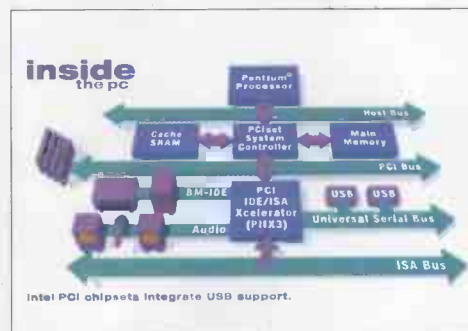 inside
the pc
Pentium®
Processor
Host Bus
Cache
SRAM
PCIset
System
Controller
Main
Memory
PCI Bus
BM-IDE
PCI
IDE/ISA
Xcelerator
(PIIX3)
USB
USB
Universal Serial Bus
Audio
ISA Bus
Intel PCI chipsets integrate USB support.